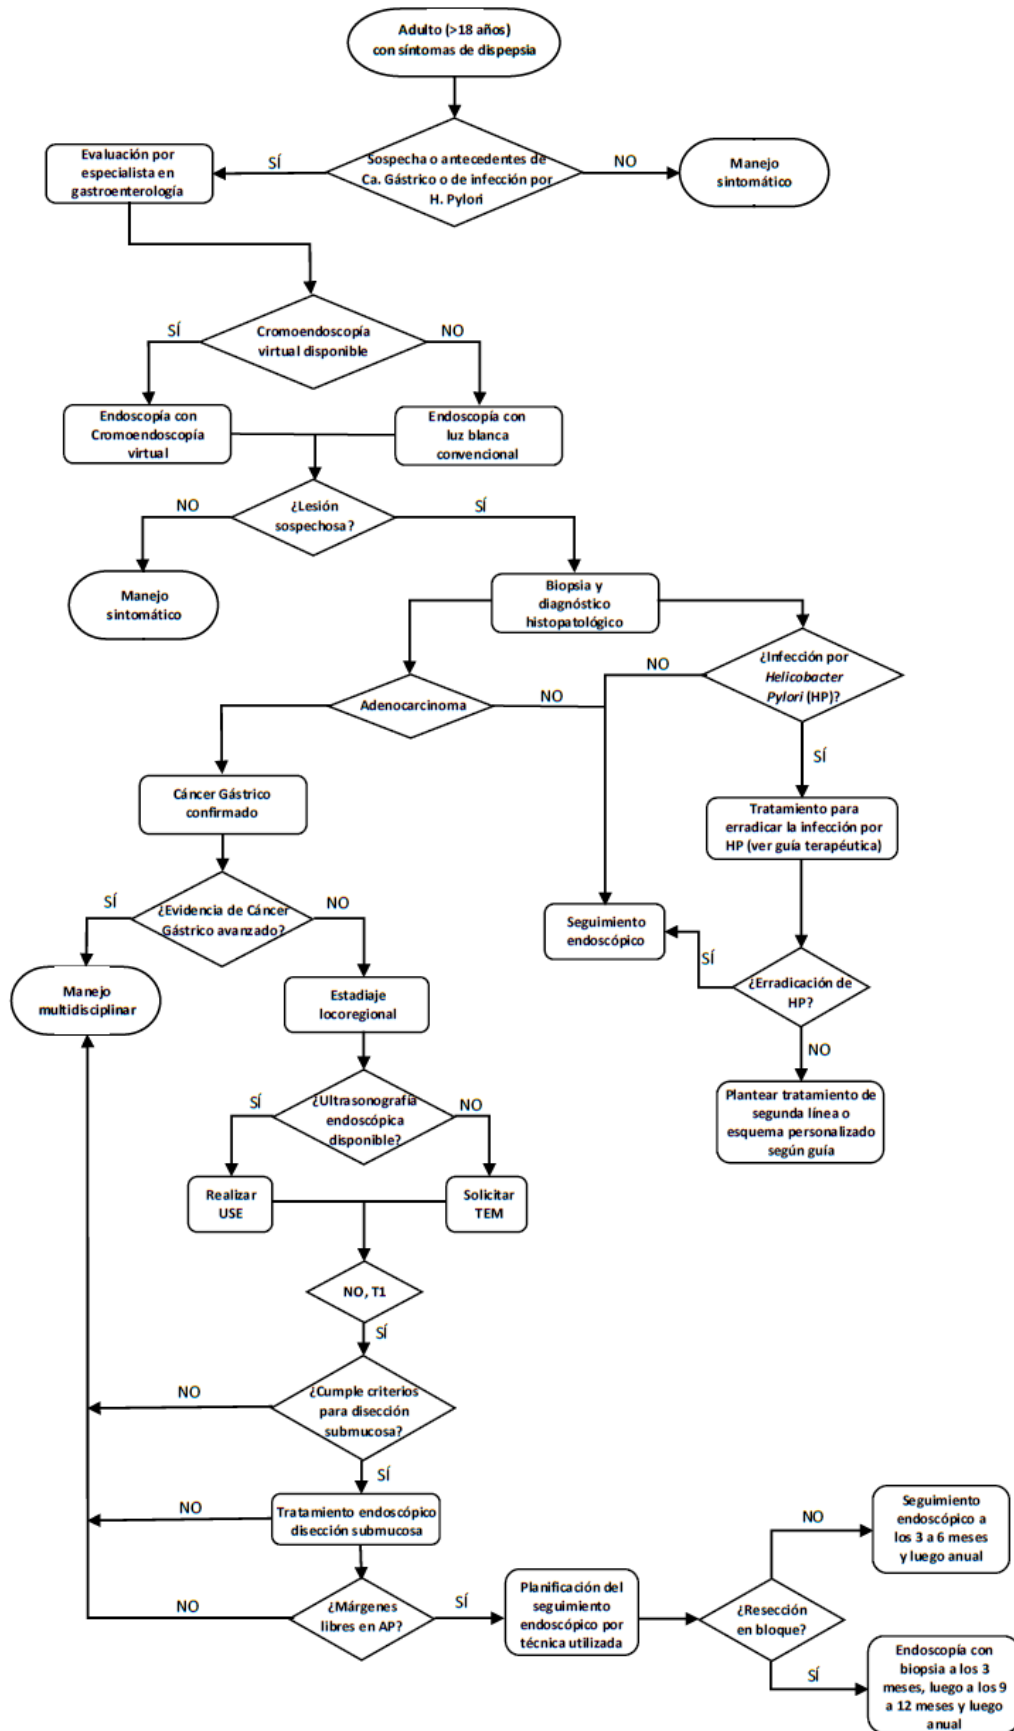 Adulto (>18 años)
con síntomas de dispepsia
Evaluación por
especialista en
gastroenterología
SÍ
Sospecha o antecedentes de
Ca. Gástrico o de infección por
H. Pylori
NO
Manejo
sintomático
SÍ
Cromoendoscopía
virtual disponible
NO
Endoscopía con
Cromoendoscopía
virtual
Endoscopía con
luz blanca
convencional
NO
¿Lesión
sospechosa?
SÍ
Manejo
sintomático
Biopsia y
diagnóstico
histopatológico
NO
¿Infección por
Helicobacter
Pylori (HP)?
Adenocarcinoma
NO
SÍ
Cáncer Gástrico
confirmado
Tratamiento para
erradicar la infección por
HP (ver guía terapéutica)
SÍ
¿Evidencia de Cáncer
Gástrico avanzado?
NO
Seguimiento
endoscópico
SÍ
¿Erradicación de
HP?
Manejo
multidisciplinar
Estadiaje
locoregional
NO
SÍ
¿Ultrasonografía
endoscópica
disponible?
NO
Plantear tratamiento de
segunda línea o
esquema personalizado
según guía
Realizar
USE
Solicitar
TEM
NO, T1
SÍ
NO
¿Cumple criterios
para disección
submucosa?
SÍ
NO
Tratamiento endoscópico
disección submucosa
NO
¿Márgenes
libres en AP?
SÍ
Planificación del
seguimiento
endoscópico por
técnica utilizada
¿Resección
en bloque?
NO
Seguimiento
endoscópico a
los 3 a 6 meses
y luego anual
SÍ
Endoscopía con
biopsia a los 3
meses, luego a los 9
a 12 meses y luego
anual